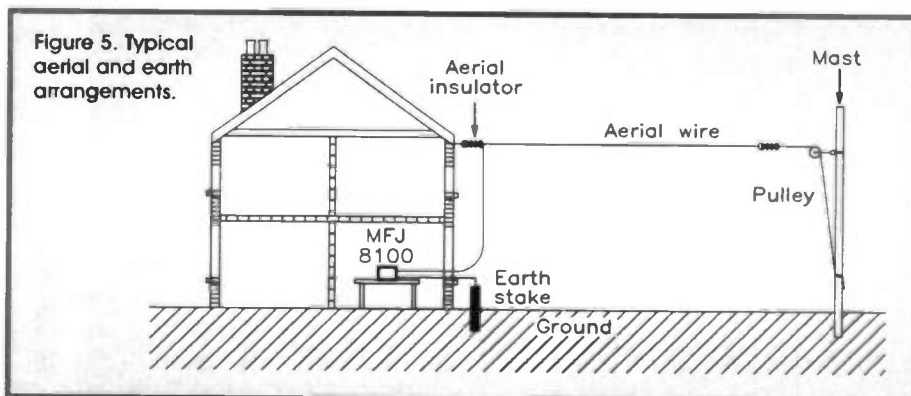 Figure 5. Typical
aerial and earth
arrangements.
Aerial
insulator
Mast
Aerial wire
Pulley
MFJ
8100
Earth
stake
Ground